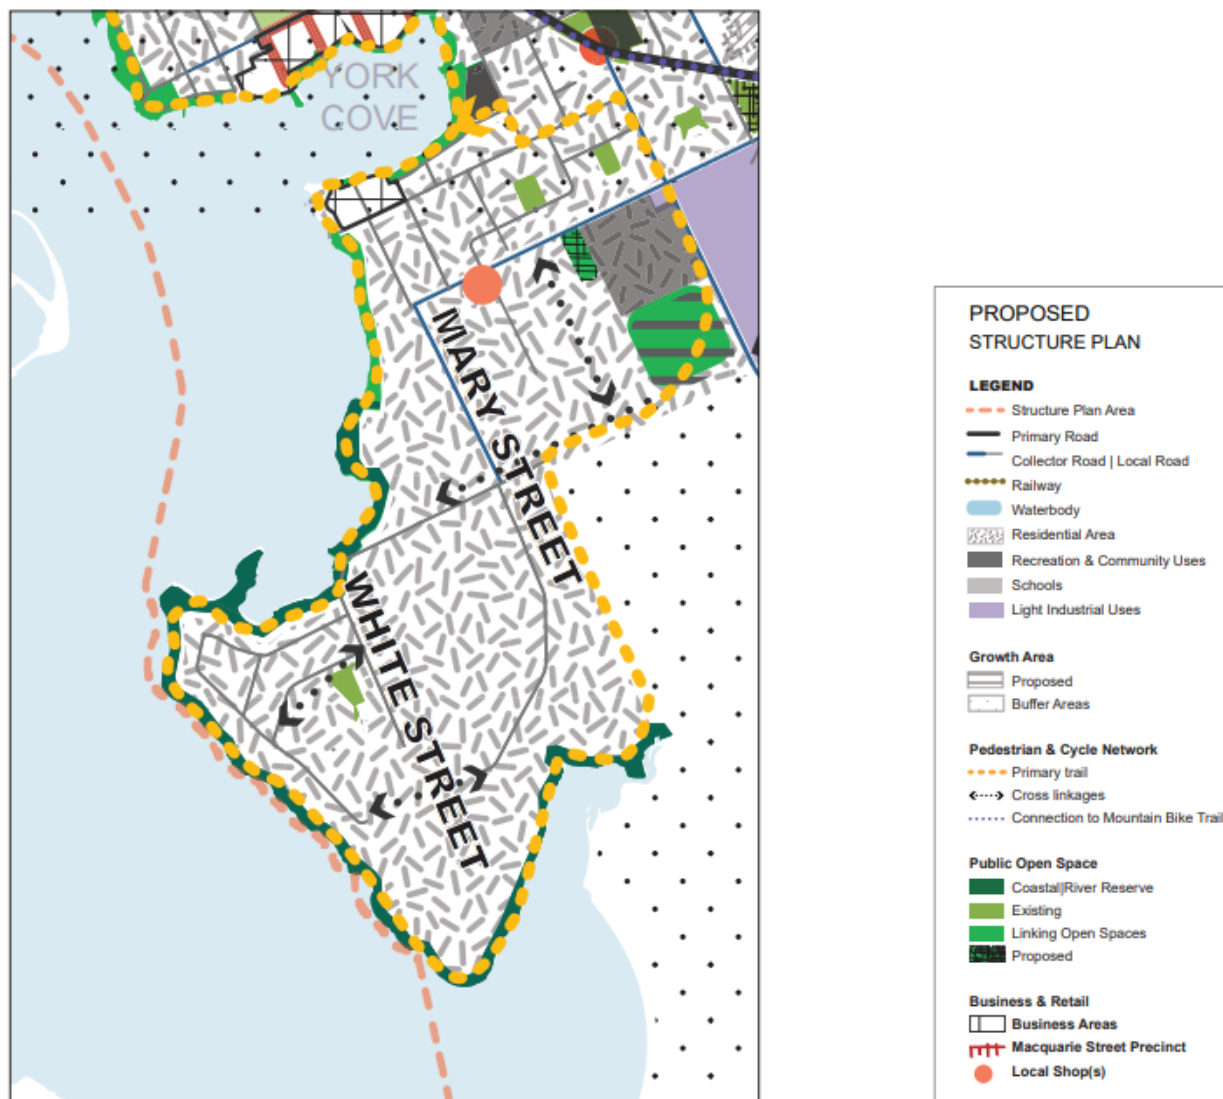 YORK
COVE
MARY STREET
WHITE STREET
PROPOSED
STRUCTURE PLAN
LEGEND
Structure Plan Area
Primary Road
Collector Road | Local Road
Railway
Waterbody
Residential Area
Recreation & Community Uses
Schools
Light Industrial Uses
Growth Area
Proposed
Buffer Areas
Pedestrian & Cycle Network
Primary trail
Cross linkages
Connection to Mountain Bike Trail
Public Open Space
Coastal|River Reserve
Existing
Linking Open Spaces
Proposed
Business & Retail
Business Areas
Macquarie Street Precinct
Local Shop(s)